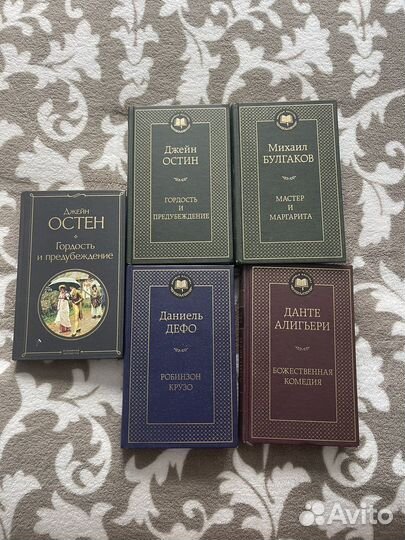 Джейн
ОСТЕН
Гордость
и предубеждение
Джейн
ОСТИН
ГОРДОСТЬ
И
ПРЕДУБЕЖДЕНИЕ
Михаил
БУЛГАКОВ
МАСТЕР
И
МАРГАРИТА
Даниель
ДЕФО
РОБИНЗОН
КРУЗО
ДАНТЕ
АЛИГЬЕРИ
БОЖЕСТВЕННАЯ
КОМЕДИЯ
Avito